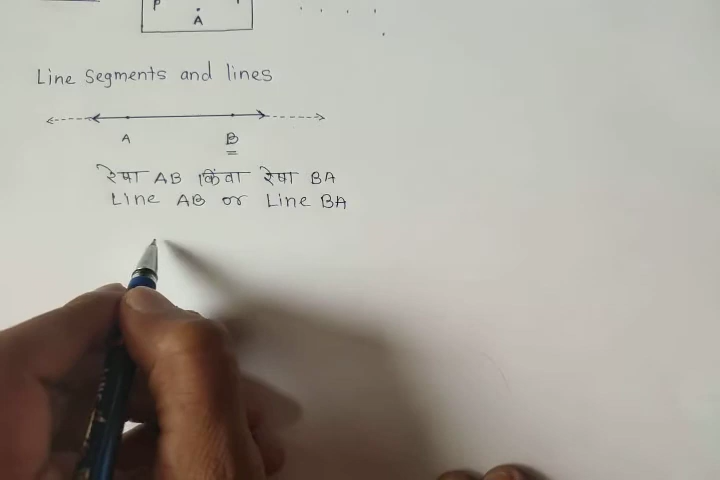 P
A
Line Segments and lines
A B
रेषा AB किंवा रेषा BA
Line AB or Line BA